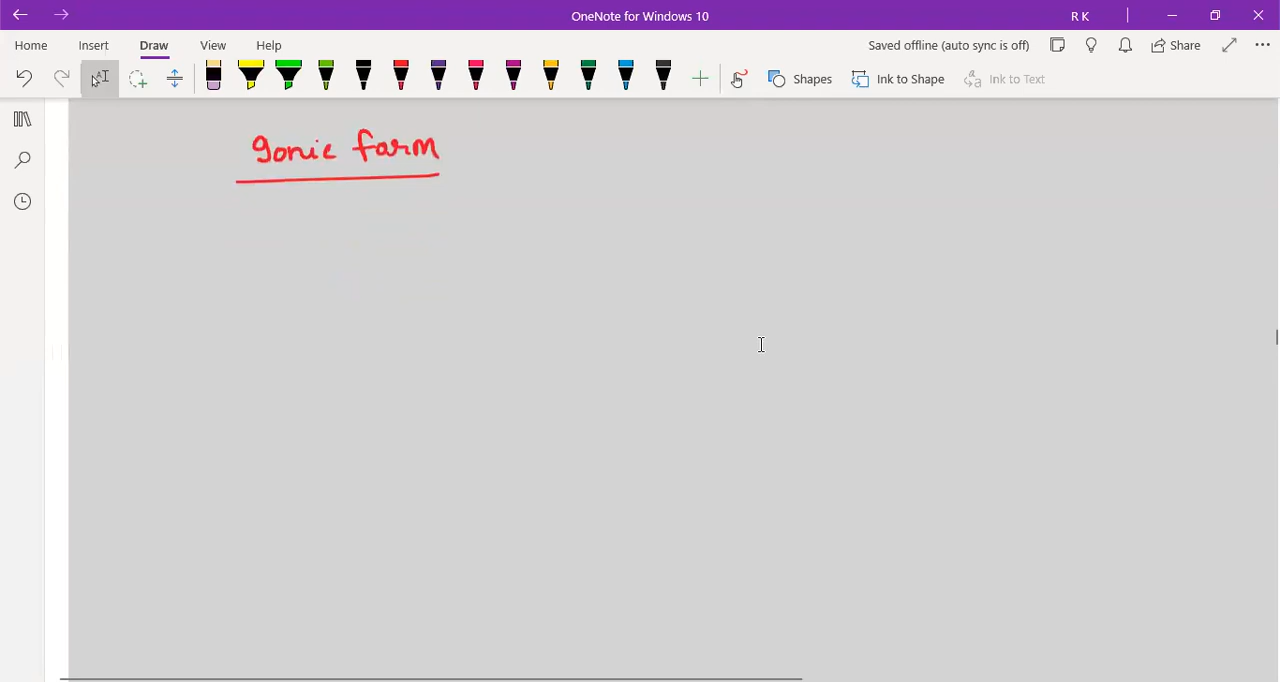 OneNote for Windows 10
R K
Home Insert Draw View Help
Saved offline (auto sync is off) Share
Shapes Ink to Shape Ink to Text
gonic farm